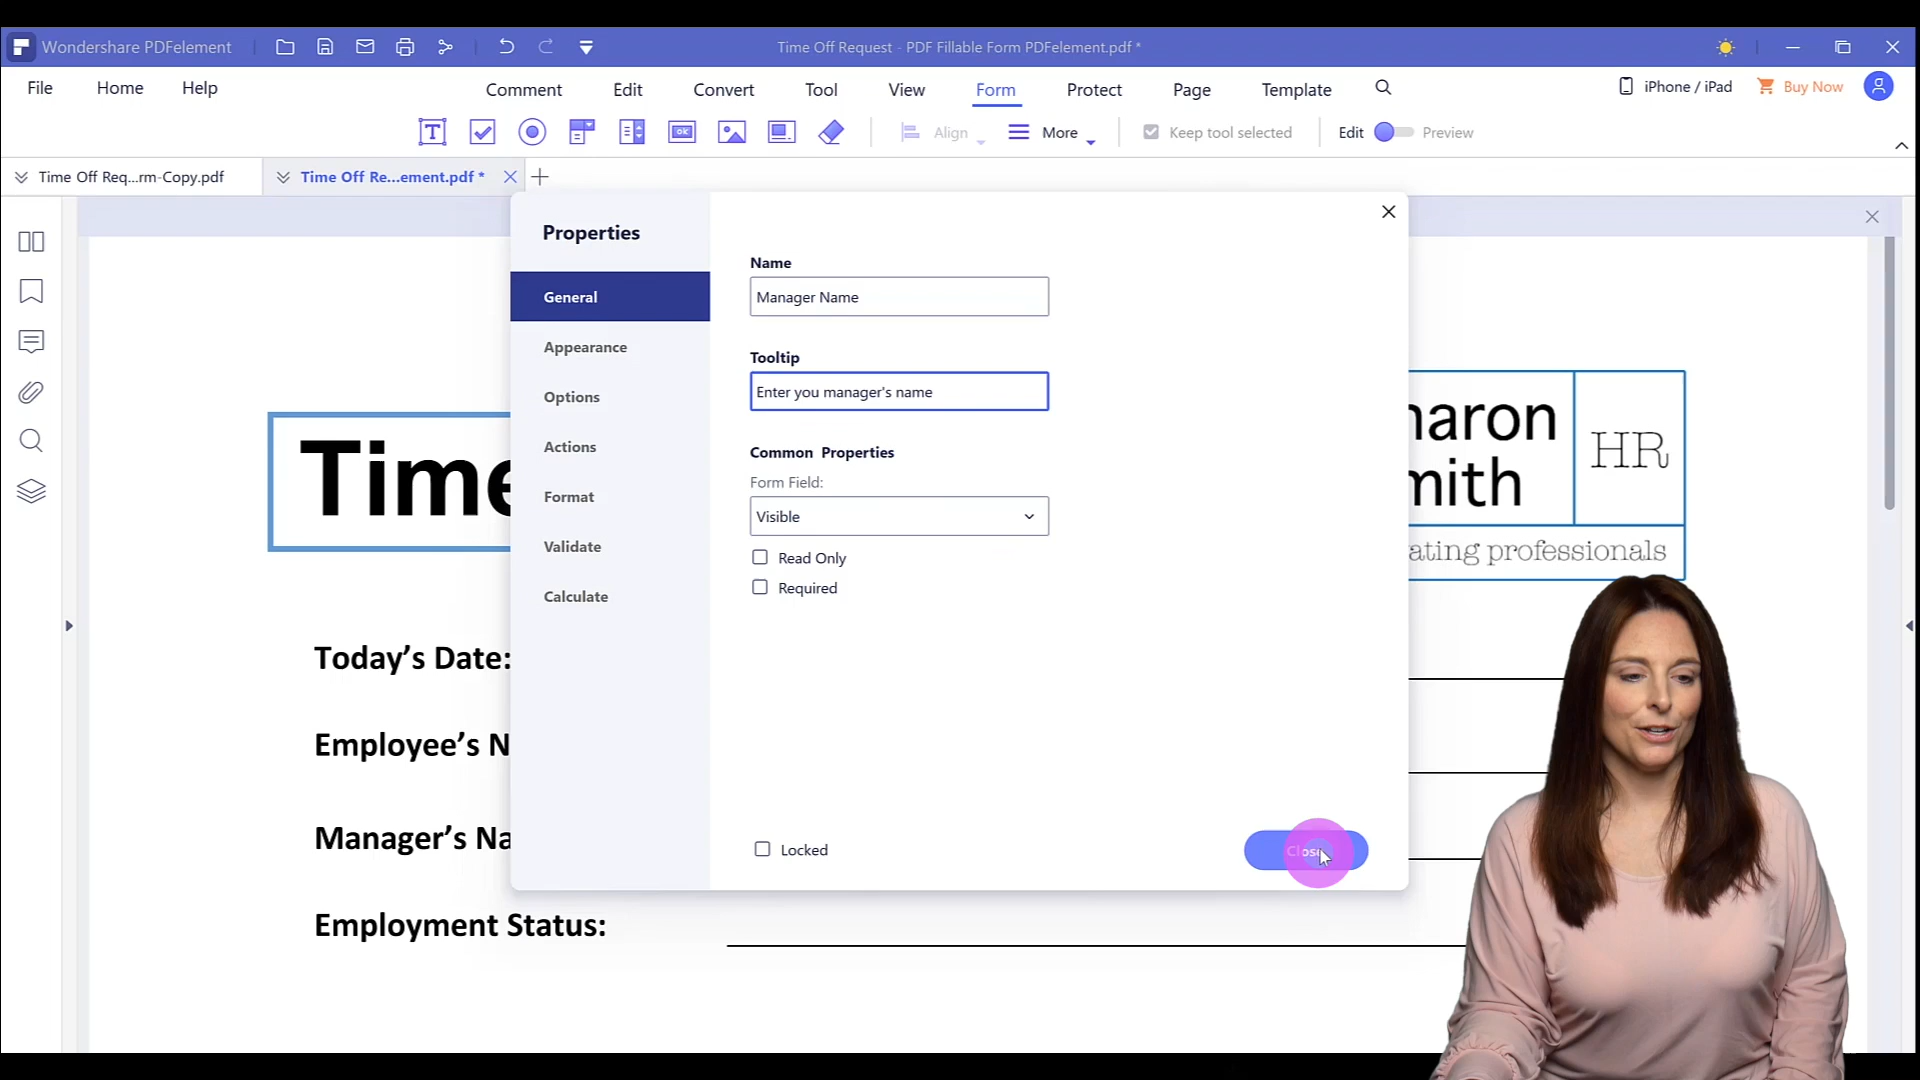 Wondershare PDFelement
Time Off Request - PDF Fillable Form PDFelement.pdf *
File Home Help Comment Edit Convert Tool View Form Protect Page Template iPhone / iPad Buy Now
T OK Align More Keep tool selected Edit Preview
Time Off Req...rm-Copy.pdf Time Off Re...ement.pdf *
Properties
General
Appearance
Options
Actions
Format
Validate
Calculate
Name
Manager Name
Tooltip
Enter you manager's name
Common Properties
Form Field:
Visible
Read Only
Required
Locked
Close
Time
haron
mith
HR
ating professionals
Today's Date:
Employee's N
Manager's Na
Employment Status: